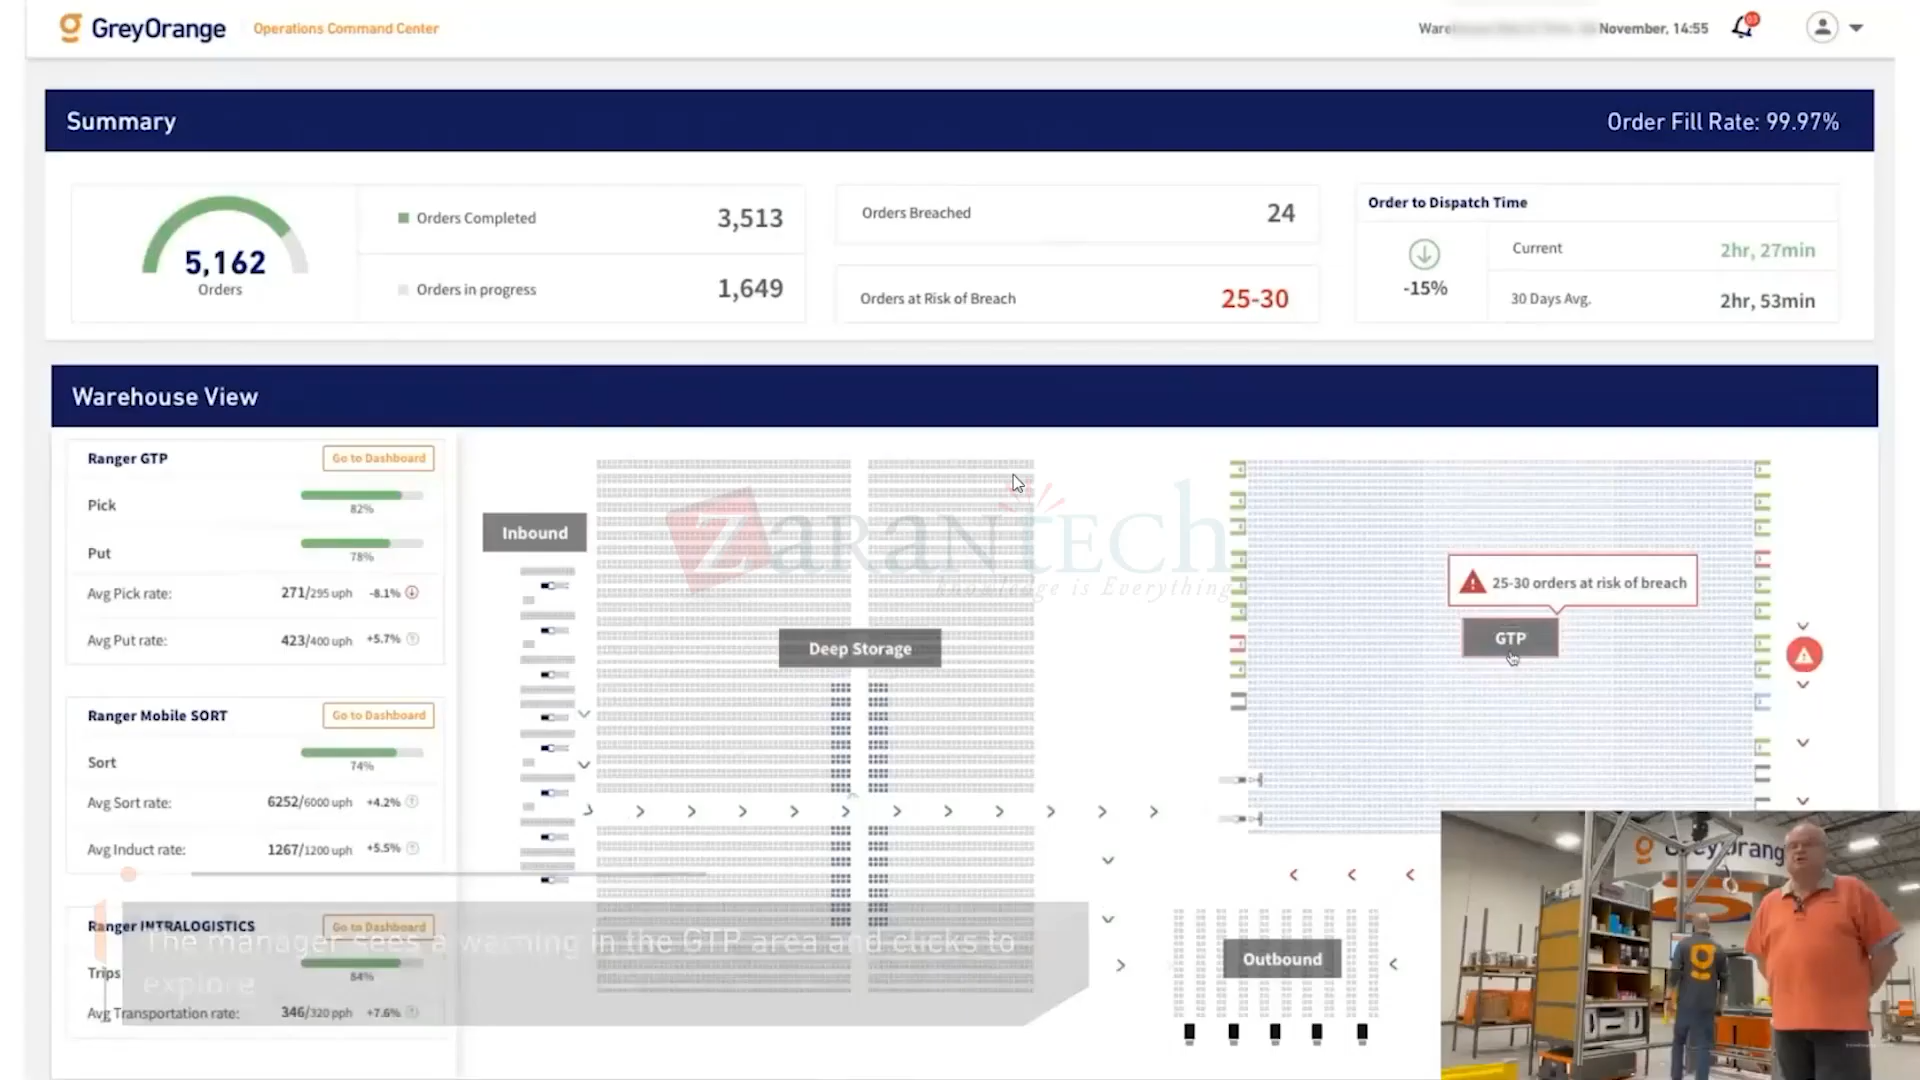 GreyOrange Operations Command Center
Ware November, 14:55
Summary
Order Fill Rate: 99.97%
5,162
Orders
Orders Completed 3,513
Orders in progress 1,649
Orders Breached 24
Orders at Risk of Breach 25-30
Order to Dispatch Time
-15%
Current 2hr, 27min
30 Days Avg. 2hr, 53min
Warehouse View
Ranger GTP Go to Dashboard
Pick
82%
Put
78%
Avg Pick rate: 271/295 uph -8.1%
Avg Put rate: 423/400 uph +5.7%
Ranger Mobile SORT Go to Dashboard
Sort
74%
Avg Sort rate: 6252/6000 uph +4.2%
Avg Induct rate: 1267/1200 uph +5.5%
Ranger INTRALOGISTICS Go to Dashboard
Trips
84%
Avg Transportation rate: 346/320 pph +7.6%
Inbound
Deep Storage
25-30 orders at risk of breach
GTP
Outbound
ZaranTech
Knowledge is Everything
The manager sees a warning in the GTP area and clicks to
explore
GreyOrange